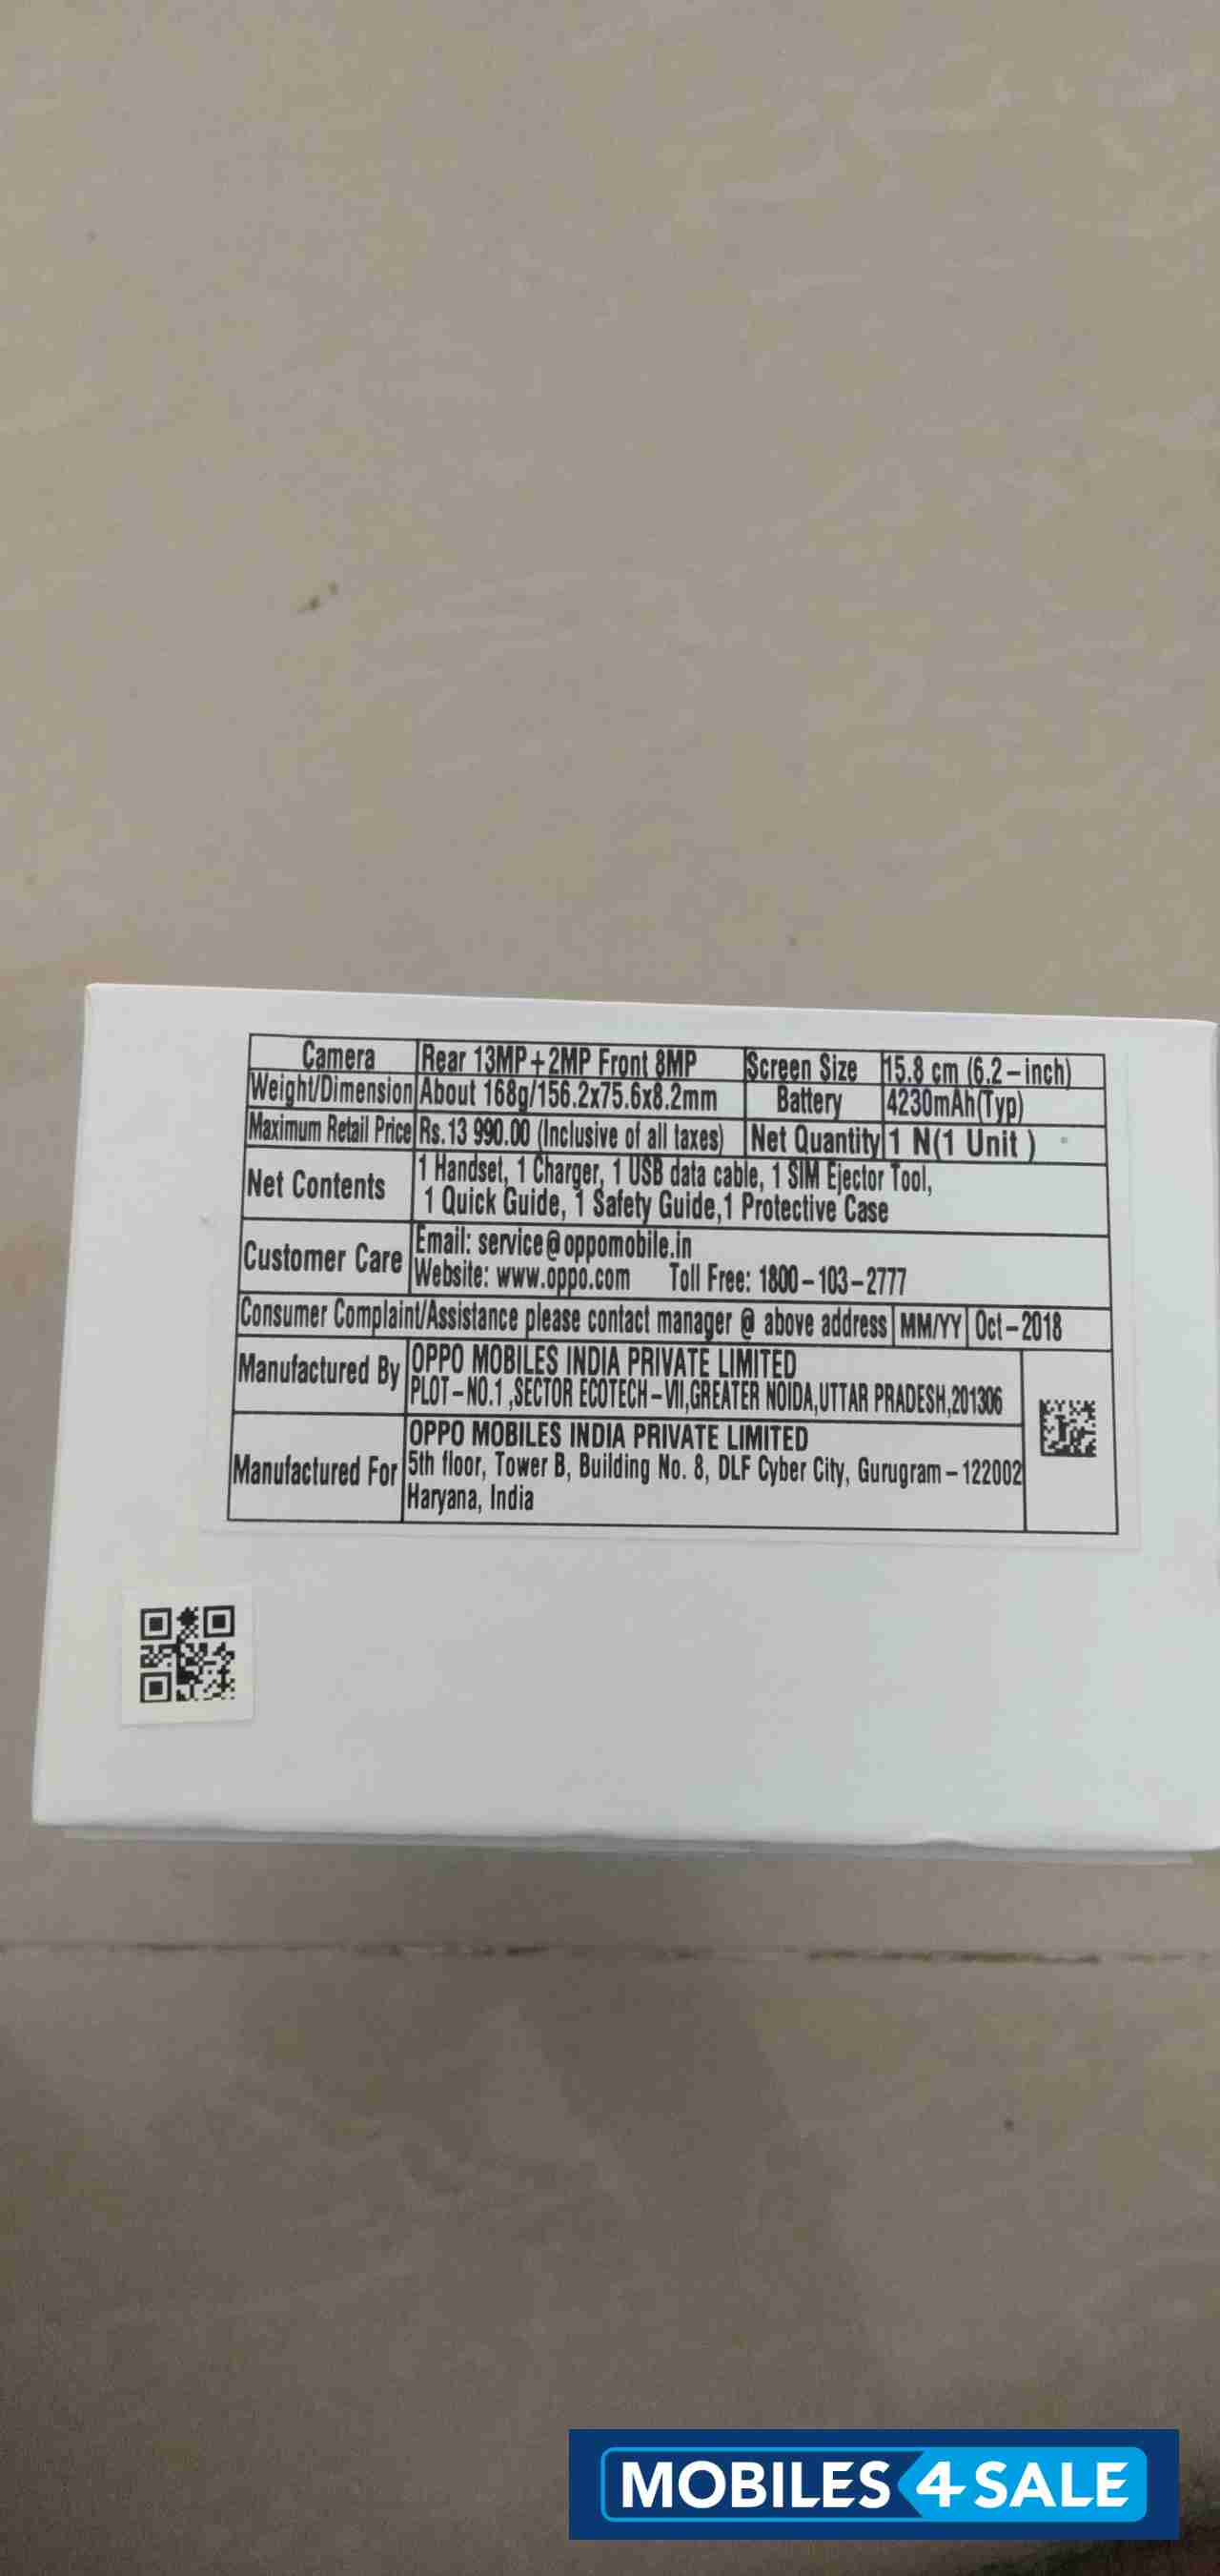 Camera Rear 13MP+2MP Front 8MP Screen Size 15.8 cm (6.2-inch)
Weight/Dimension About 168g/156.2x75.6x8.2mm Battery 4230mAh(Typ)
Maximum Retail Price Rs.13 990.00 (Inclusive of all taxes) Net Quantity 1 N(1 Unit )
Net Contents 1 Handset, 1 Charger, 1 USB data cable, 1 SIM Ejector Tool,
1 Quick Guide, 1 Safety Guide,1 Protective Case
Customer Care Email: service@oppomobile.in
Website: www.oppo.com Toll Free: 1800-103-2777
Consumer Complaint/Assistance please contact manager @ above address MM/YY Oct-2018
Manufactured By OPPO MOBILES INDIA PRIVATE LIMITED
PLOT-NO.1 ,SECTOR ECOTECH-VII,GREATER NOIDA,UTTAR PRADESH,201306
Manufactured For OPPO MOBILES INDIA PRIVATE LIMITED
5th floor, Tower B, Building No. 8, DLF Cyber City, Gurugram-122002
Haryana, India
MOBILES 4 SALE